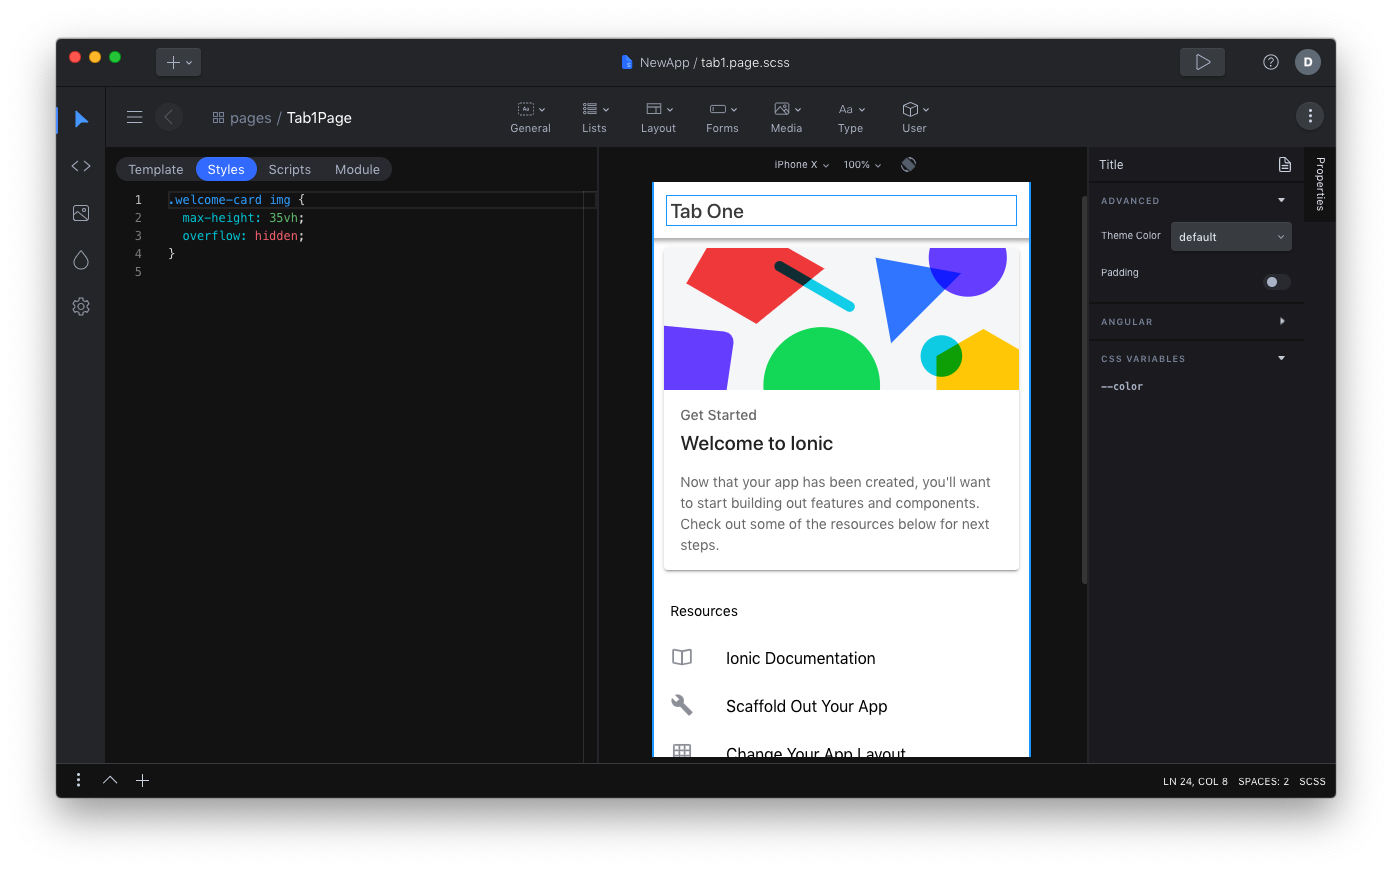 NewApp / tab1.page.scss
D
pages / Tab1Page
General
Lists
Layout
Forms
Media
Aa
Type
User
Template
Styles
Scripts
Module
1 .welcome-card img {
2 max-height: 35vh;
3 overflow: hidden;
4 }
5
iPhone X
100%
Tab One
Get Started
Welcome to Ionic
Now that your app has been created, you'll want
to start building out features and components.
Check out some of the resources below for next
steps.
Resources
Ionic Documentation
Scaffold Out Your App
Change Your App Layout
Title
Properties
ADVANCED
Theme Color
default
Padding
ANGULAR
CSS VARIABLES
--color
LN 24, COL 8 SPACES: 2 SCSS